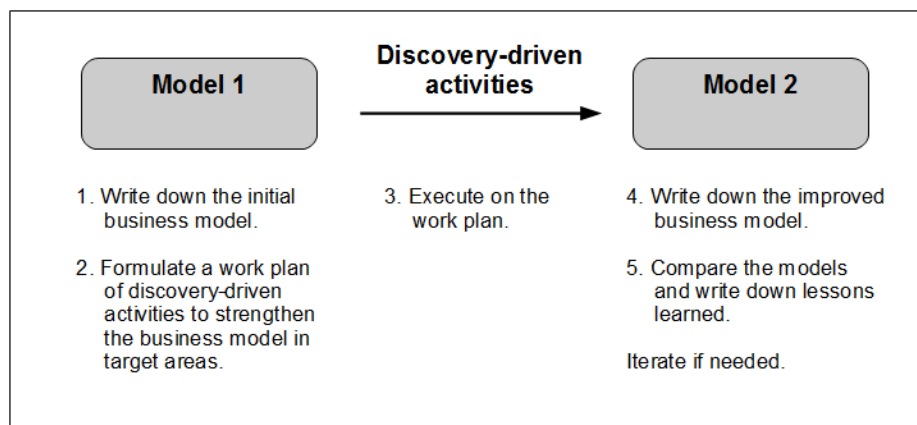 Model 1
Discovery-driven
activities
Model 2
1. Write down the initial
business model.
2. Formulate a work plan
of discovery-driven
activities to strengthen
the business model in
target areas.
3. Execute on the
work plan.
4. Write down the improved
business model.
5. Compare the models
and write down lessons
learned.
Iterate if needed.